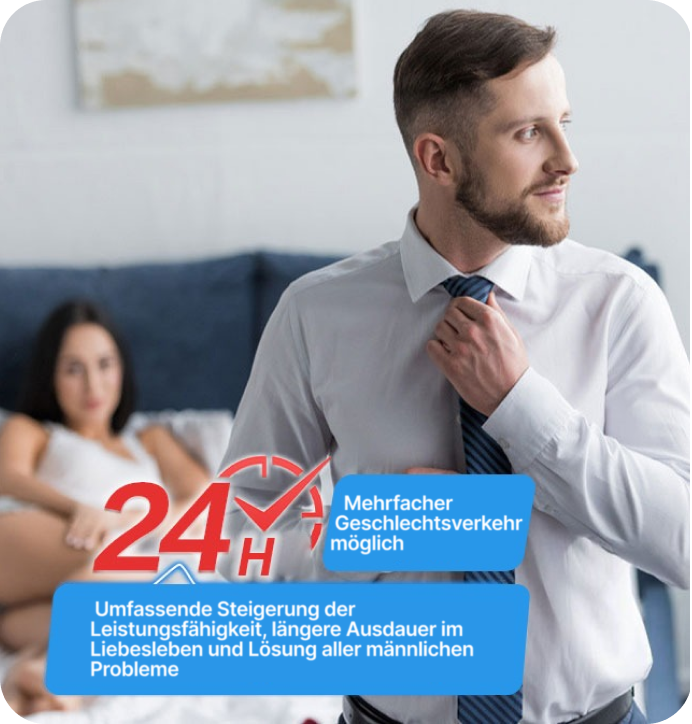 24H
Mehrfacher
Geschlechtsverkehr
möglich
Umfassende Steigerung der
Leistungsfähigkeit, längere Ausdauer im
Liebesleben und Lösung aller männlichen
Probleme